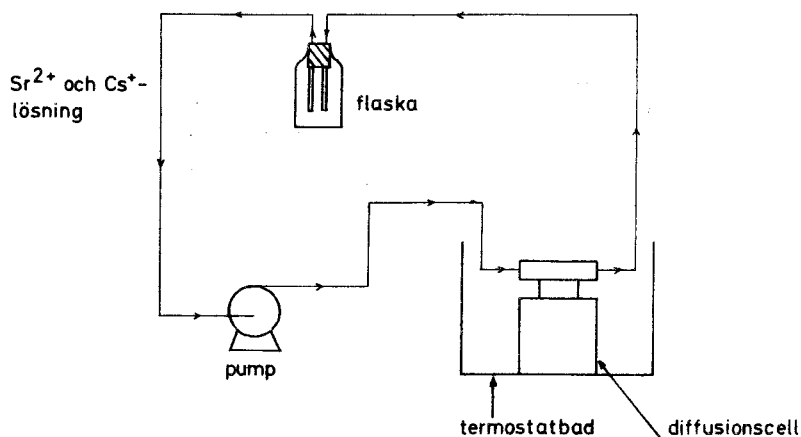 Sr²⁺ och Cs⁺-
lösning
flaska
pump
termostatbad
diffusionscell